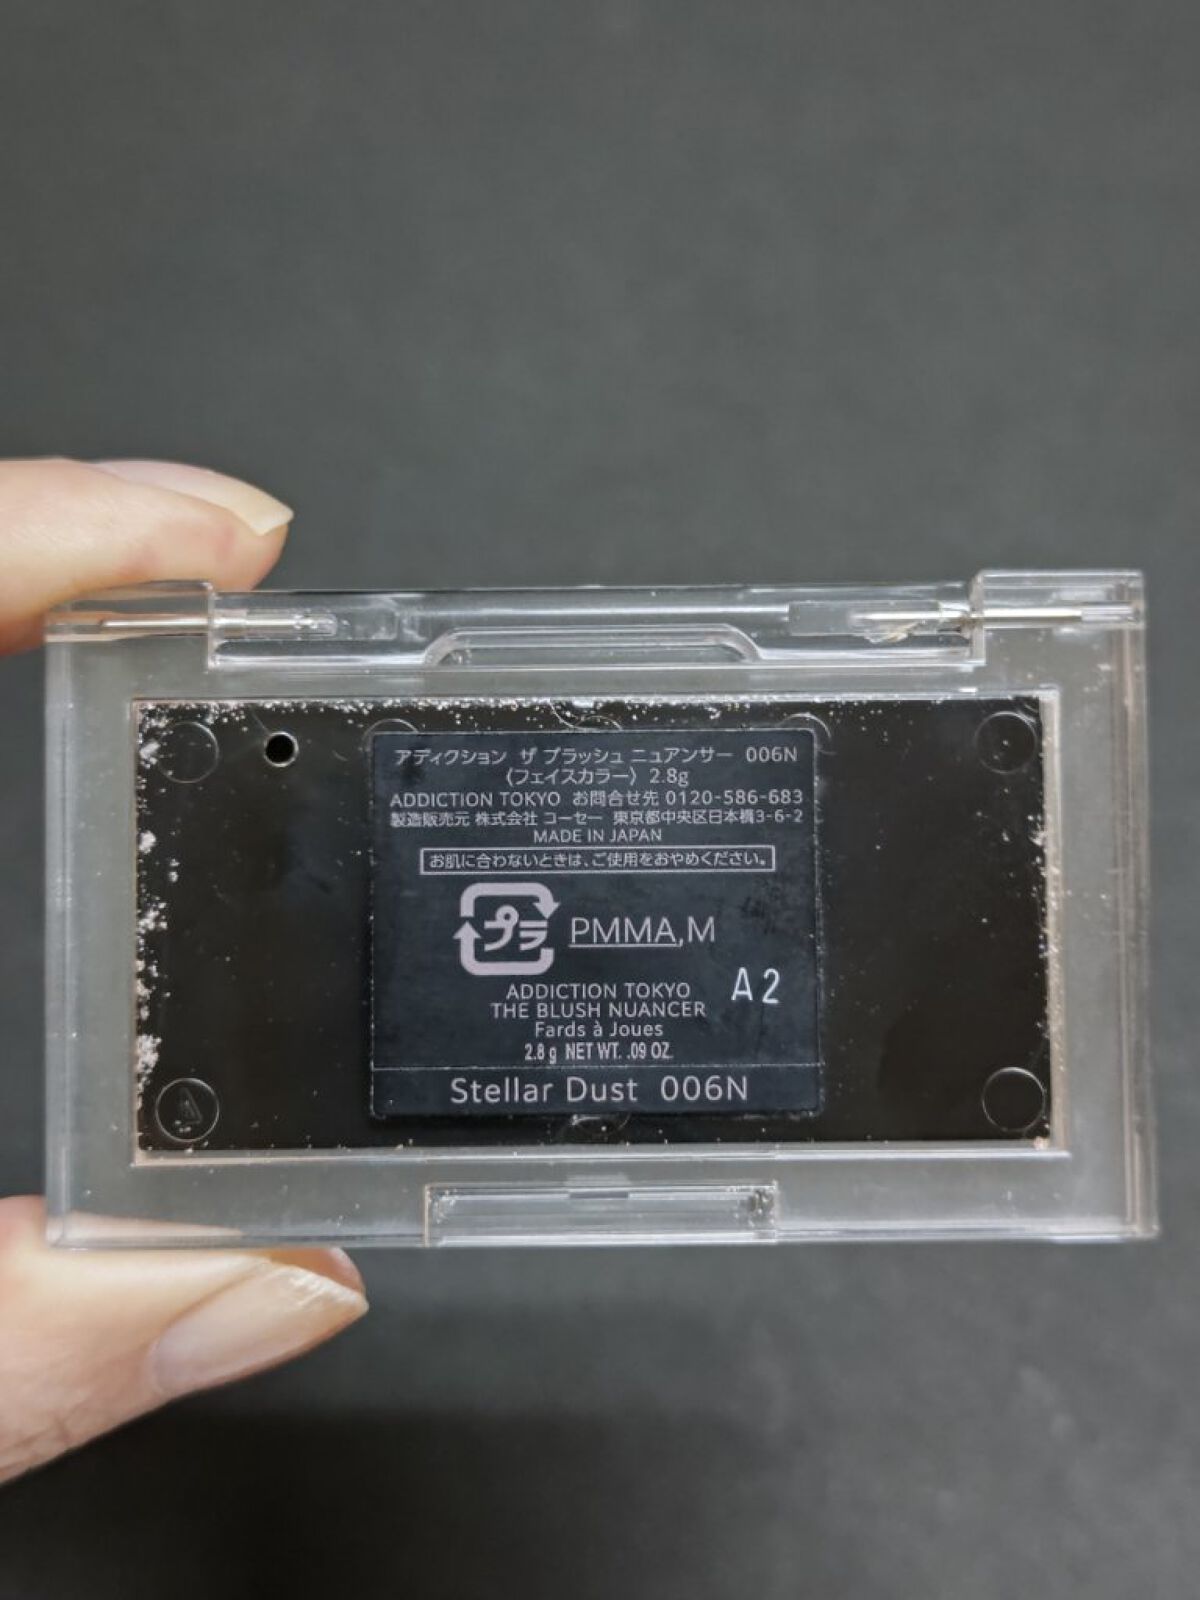 アディクション ザ ブラッシュ ニュアンサー 006N
〈フェイスカラー〉 2.8g
ADDICTION TOKYO お問合せ先 0120-586-683
製造販売元 株式会社 コーセー 東京都中央区日本橋3-6-2
MADE IN JAPAN
お肌に合わないときは、ご使用をおやめください。
プラ PMMA,M
A2
ADDICTION TOKYO
THE BLUSH NUANCER
Fards à Joues
2.8 g NET WT. .09 OZ.
Stellar Dust 006N